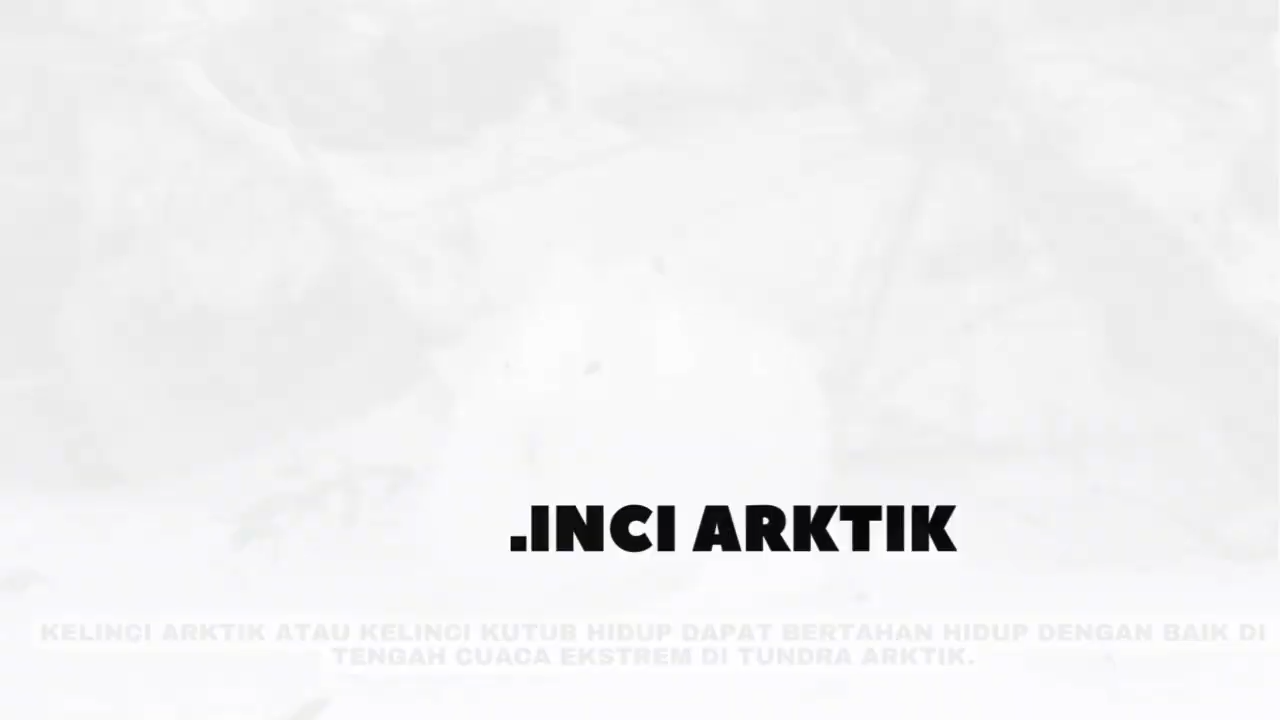 .INCI ARKTIK
KELINCI ARKTIK ATAU KELINCI KUTUB HIDUP DAPAT BERTAHAN HIDUP DENGAN BAIK DI
TENGAH CUACA EKSTREM DI TUNDRA ARKTIK.